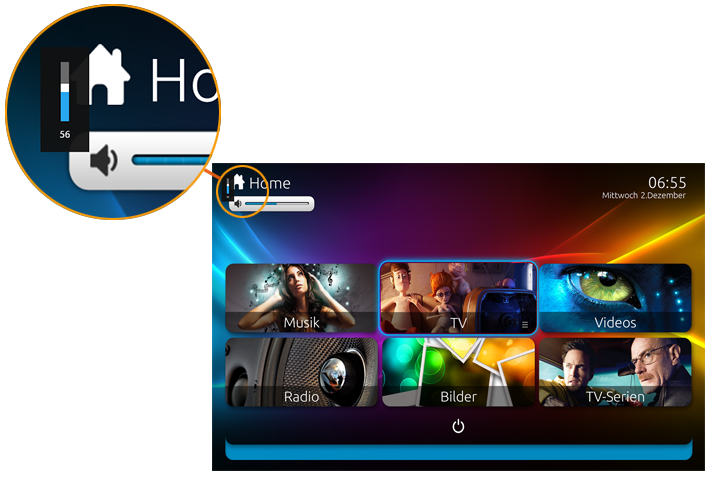 Ho
56
Home
06:55
Mittwoch 2.Dezember
Musik
TV
Videos
Radio
Bilder
TV-Serien